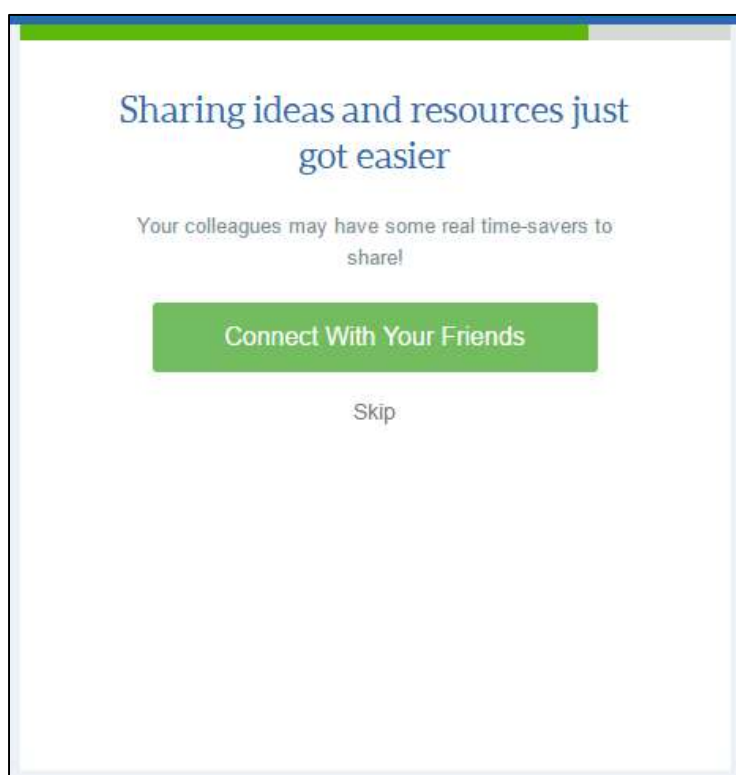 Sharing ideas and resources just
got easier
Your colleagues may have some real time-savers to
share!
Connect With Your Friends
Skip